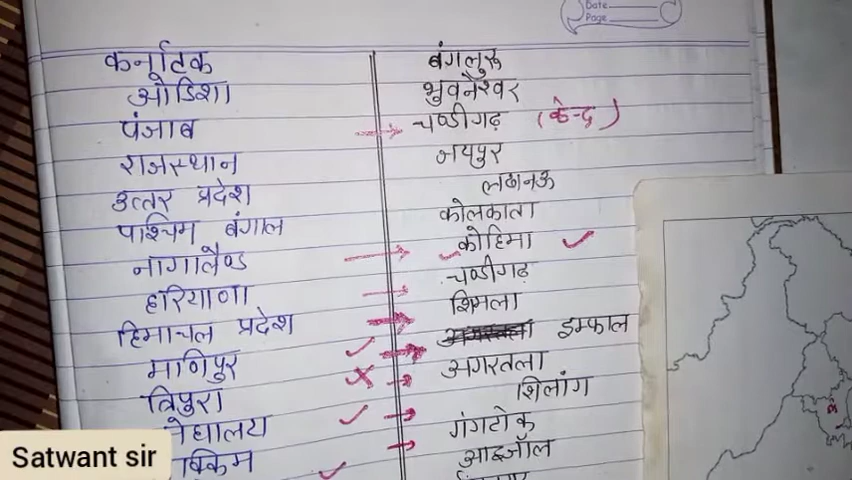 Date
Page
कर्नाटक बंगलुरू
ओडिशा भुवनेश्वर
पंजाब चण्डीगढ़ (केन्द्र)
राजस्थान जयपुर
उत्तर प्रदेश लखनऊ
पश्चिम बंगाल कोलकाता
नागालैण्ड कोहिमा
हरियाणा चण्डीगढ़
हिमाचल प्रदेश शिमला
मणिपुर इम्फाल
त्रिपुरा अगरतला
मेघालय शिलांग
सिक्किम गंगटोक
आइजॉल
Satwant sir